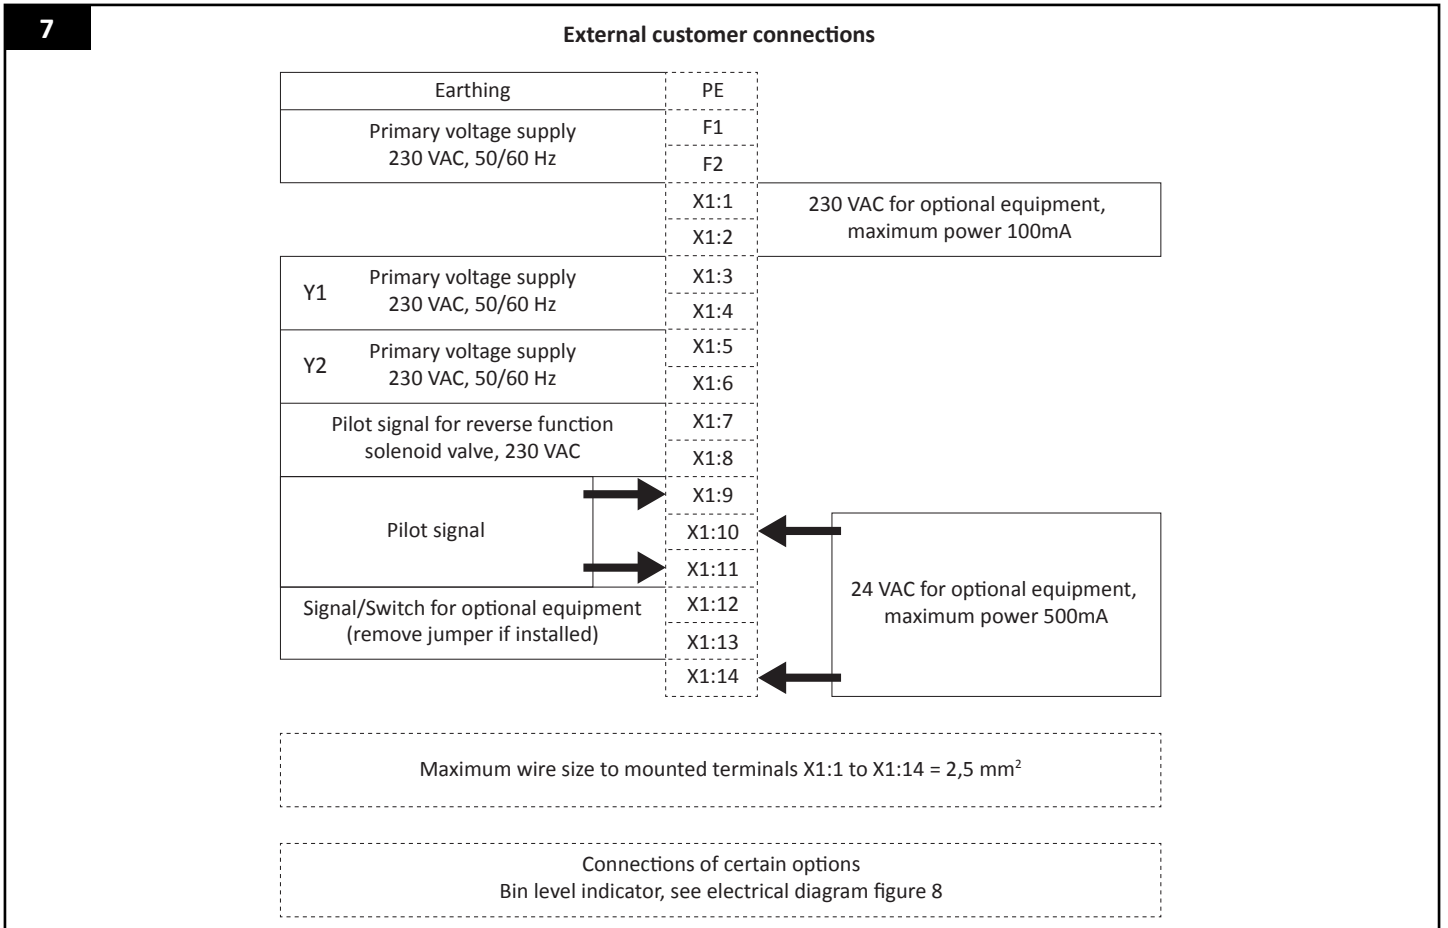 7
External customer connections
Earthing
PE
Primary voltage supply
230 VAC, 50/60 Hz
F1
F2
X1:1
X1:2
230 VAC for optional equipment,
maximum power 100mA
Y1
Primary voltage supply
230 VAC, 50/60 Hz
X1:3
X1:4
Y2
Primary voltage supply
230 VAC, 50/60 Hz
X1:5
X1:6
Pilot signal for reverse function
solenoid valve, 230 VAC
X1:7
X1:8
Pilot signal
X1:9
X1:10
X1:11
24 VAC for optional equipment,
maximum power 500mA
Signal/Switch for optional equipment
(remove jumper if installed)
X1:12
X1:13
X1:14
Maximum wire size to mounted terminals X1:1 to X1:14 = 2,5 mm²
Connections of certain options
Bin level indicator, see electrical diagram figure 8